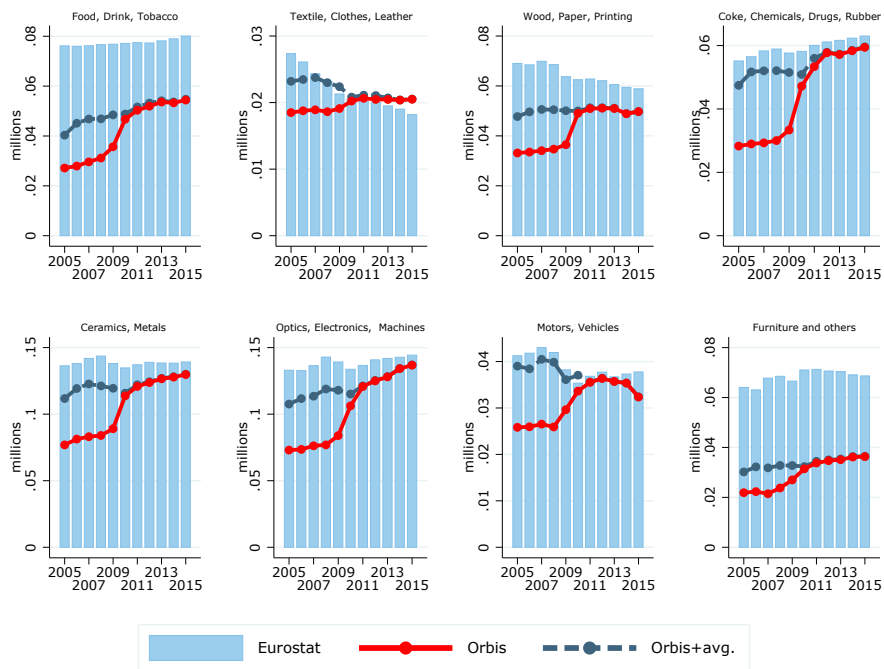 Food, Drink, Tobacco
millions
0 .02 .04 .06 .08
2005 2007 2009 2011 2013 2015
Textile, Clothes, Leather
millions
0 .01 .02 .03
2005 2007 2009 2011 2013 2015
Wood, Paper, Printing
millions
0 .02 .04 .06 .08
2005 2007 2009 2011 2013 2015
Coke, Chemicals, Drugs, Rubber
millions
0 .02 .04 .06
2005 2007 2009 2011 2013 2015
Ceramics, Metals
millions
0 .05 .1 .15
2005 2007 2009 2011 2013 2015
Optics, Electronics, Machines
millions
0 .05 .1 .15
2005 2007 2009 2011 2013 2015
Motors, Vehicles
millions
0 .01 .02 .03 .04
2005 2007 2009 2011 2013 2015
Furniture and others
millions
0 .02 .04 .06 .08
2005 2007 2009 2011 2013 2015
Eurostat Orbis Orbis+avg.